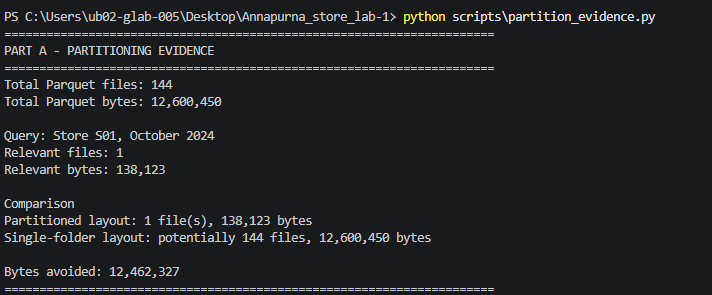 PS C:\Users\ub02-glab-005\Desktop\Annapurna_store_lab-1> python scripts\partition_evidence.py
======================================================================
PART A - PARTITIONING EVIDENCE
======================================================================
Total Parquet files: 144
Total Parquet bytes: 12,600,450
Query: Store S01, October 2024
Relevant files: 1
Relevant bytes: 138,123
Comparison
Partitioned layout: 1 file(s), 138,123 bytes
Single-folder layout: potentially 144 files, 12,600,450 bytes
Bytes avoided: 12,462,327
======================================================================